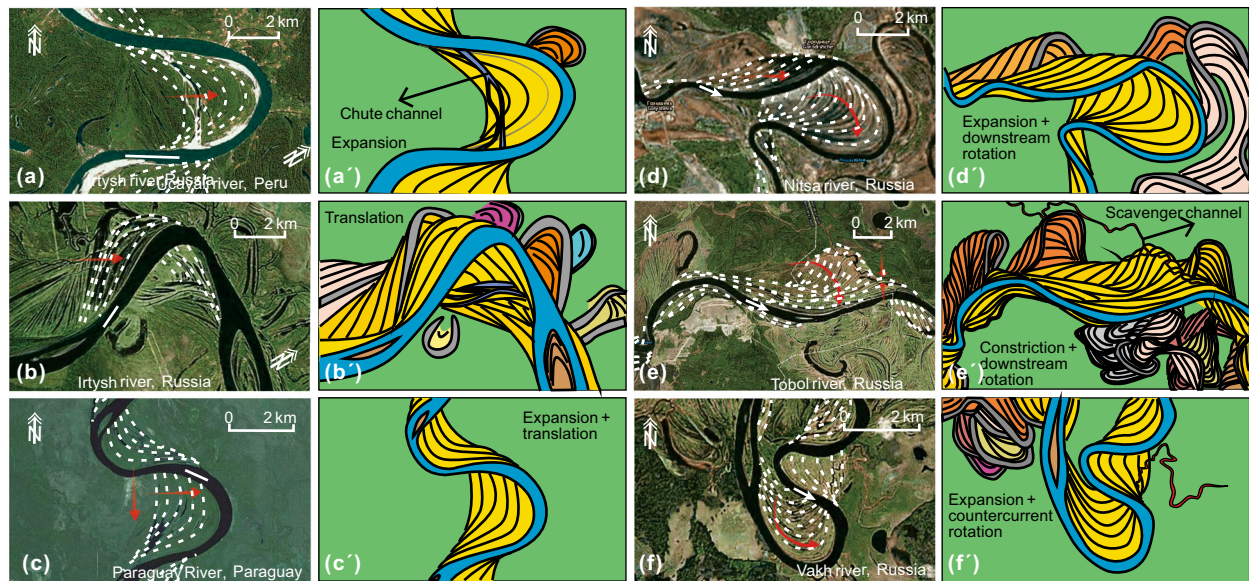 N
0 2 km
(a)
Irtysh river, Russia
Ucayali river, Peru
N
Chute channel
Expansion
(a´)
N
0 2 km
(d)
Nitsa river, Russia
Expansion +
downstream
rotation
(d´)
N
0 2 km
(b)
Irtysh river, Russia
N
Translation
(b´)
N
0 2 km
(e)
Tobol river, Russia
Scavenger channel
Constriction +
downstream
rotation
(e´)
N
0 2 km
(c)
Paraguay River, Paraguay
Expansion +
translation
(c´)
N
0 2 km
(f)
Vakh river, Russia
Expansion +
countercurrent
rotation
(f´)